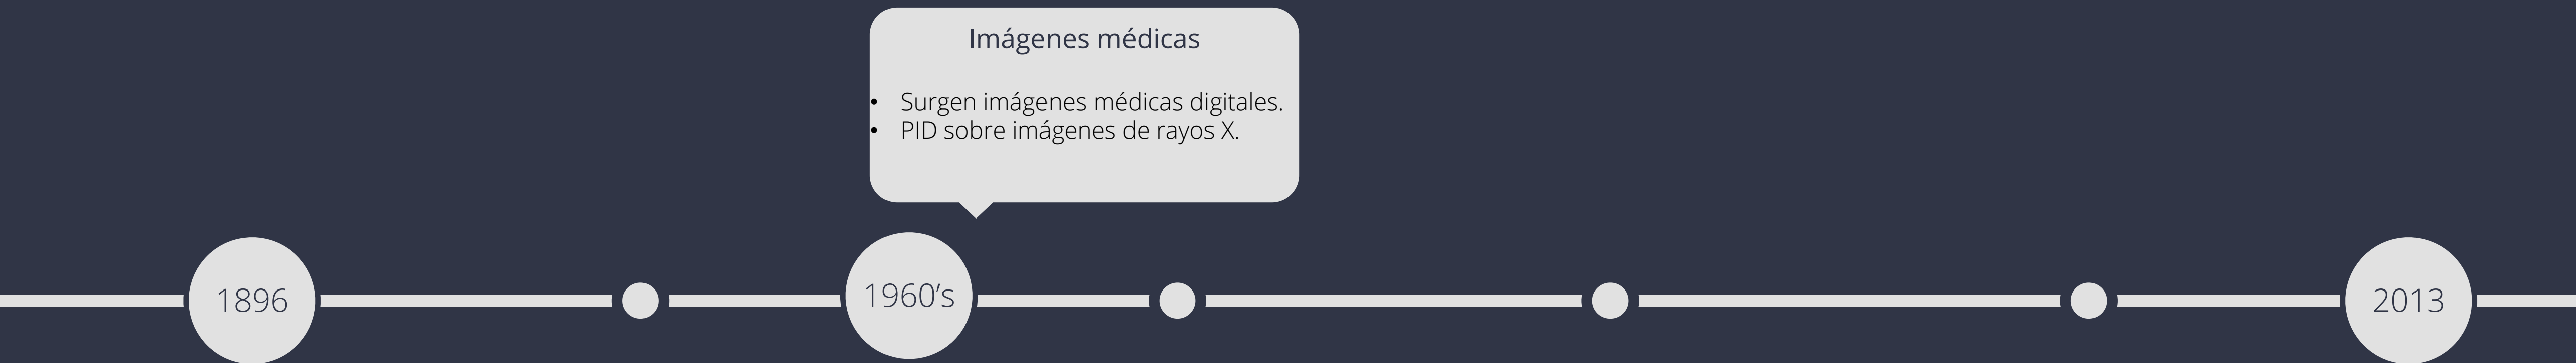 Imágenes médicas
• Surgen imágenes médicas digitales.
• PID sobre imágenes de rayos X.
1896
1960’s
2013